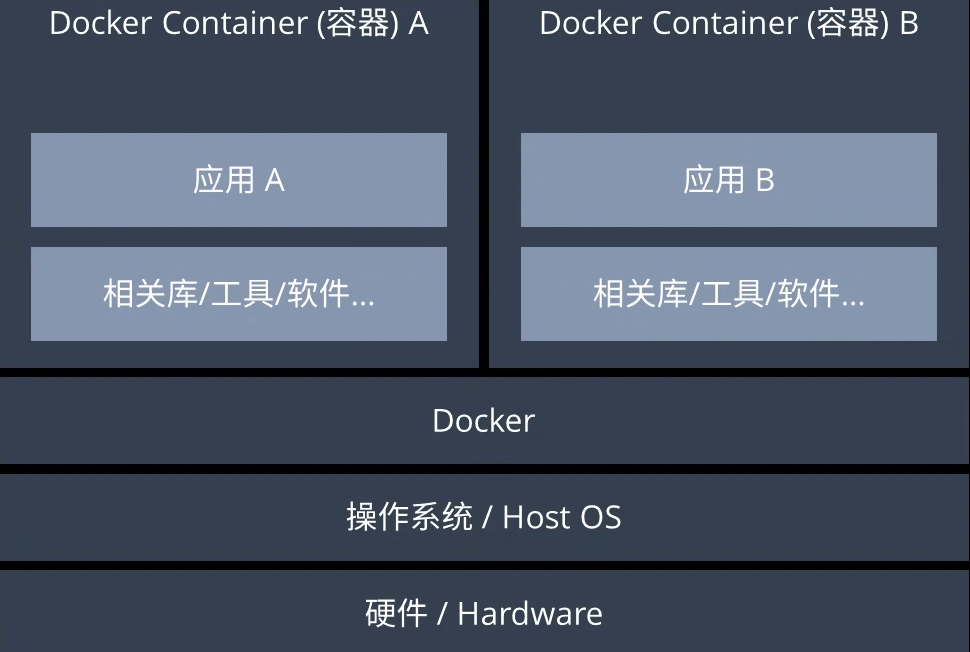 Docker Container (容器) A
Docker Container (容器) B
应用 A
应用 B
相关库/工具/软件...
相关库/工具/软件...
Docker
操作系统 / Host OS
硬件 / Hardware